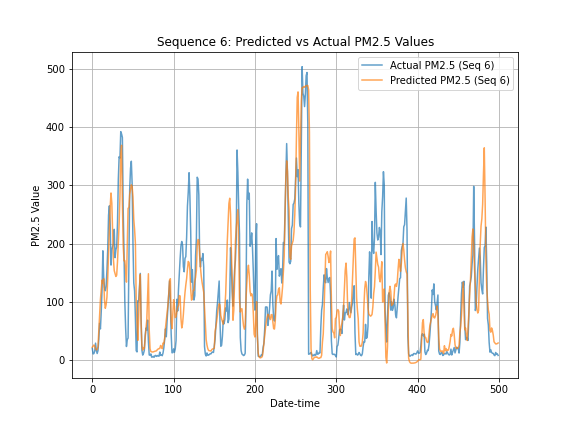 Sequence 6: Predicted vs Actual PM2.5 Values
Actual PM2.5 (Seq 6)
Predicted PM2.5 (Seq 6)
500
400
300
200
100
0
PM2.5 Value
0
100
200
300
400
500
Date-time